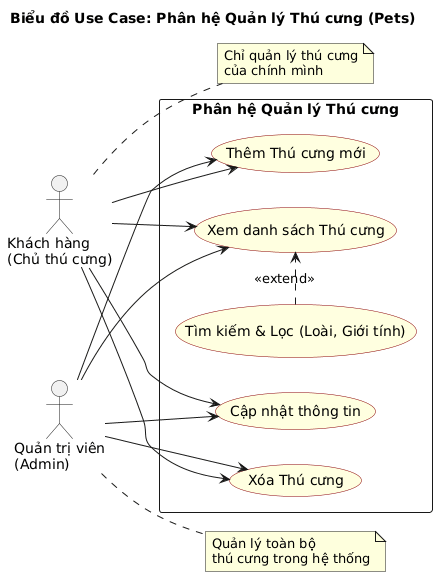 Biểu đồ Use Case: Phân hệ Quản lý Thú cưng (Pets)
Chỉ quản lý thú cưng
của chính mình
Phân hệ Quản lý Thú cưng
Thêm Thú cưng mới
Khách hàng
(Chủ thú cưng)
Xem danh sách Thú cưng
«extend»
Tìm kiếm & Lọc (Loài, Giới tính)
Cập nhật thông tin
Quản trị viên
(Admin)
Xóa Thú cưng
Quản lý toàn bộ
thú cưng trong hệ thống